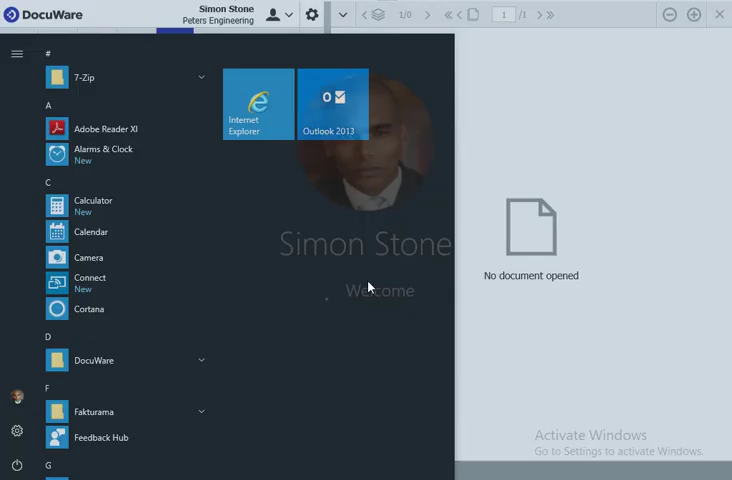 DocuWare
Simon Stone
Peters Engineering
1/0
1
/1
#
7-Zip
A
Adobe Reader XI
Alarms & Clock
New
C
Calculator
New
Calendar
Camera
Connect
New
Cortana
D
DocuWare
F
Fakturama
Feedback Hub
G
Internet
Explorer
Outlook 2013
Simon Stone
Welcome
No document opened
Activate Windows
Go to Settings to activate Windows.